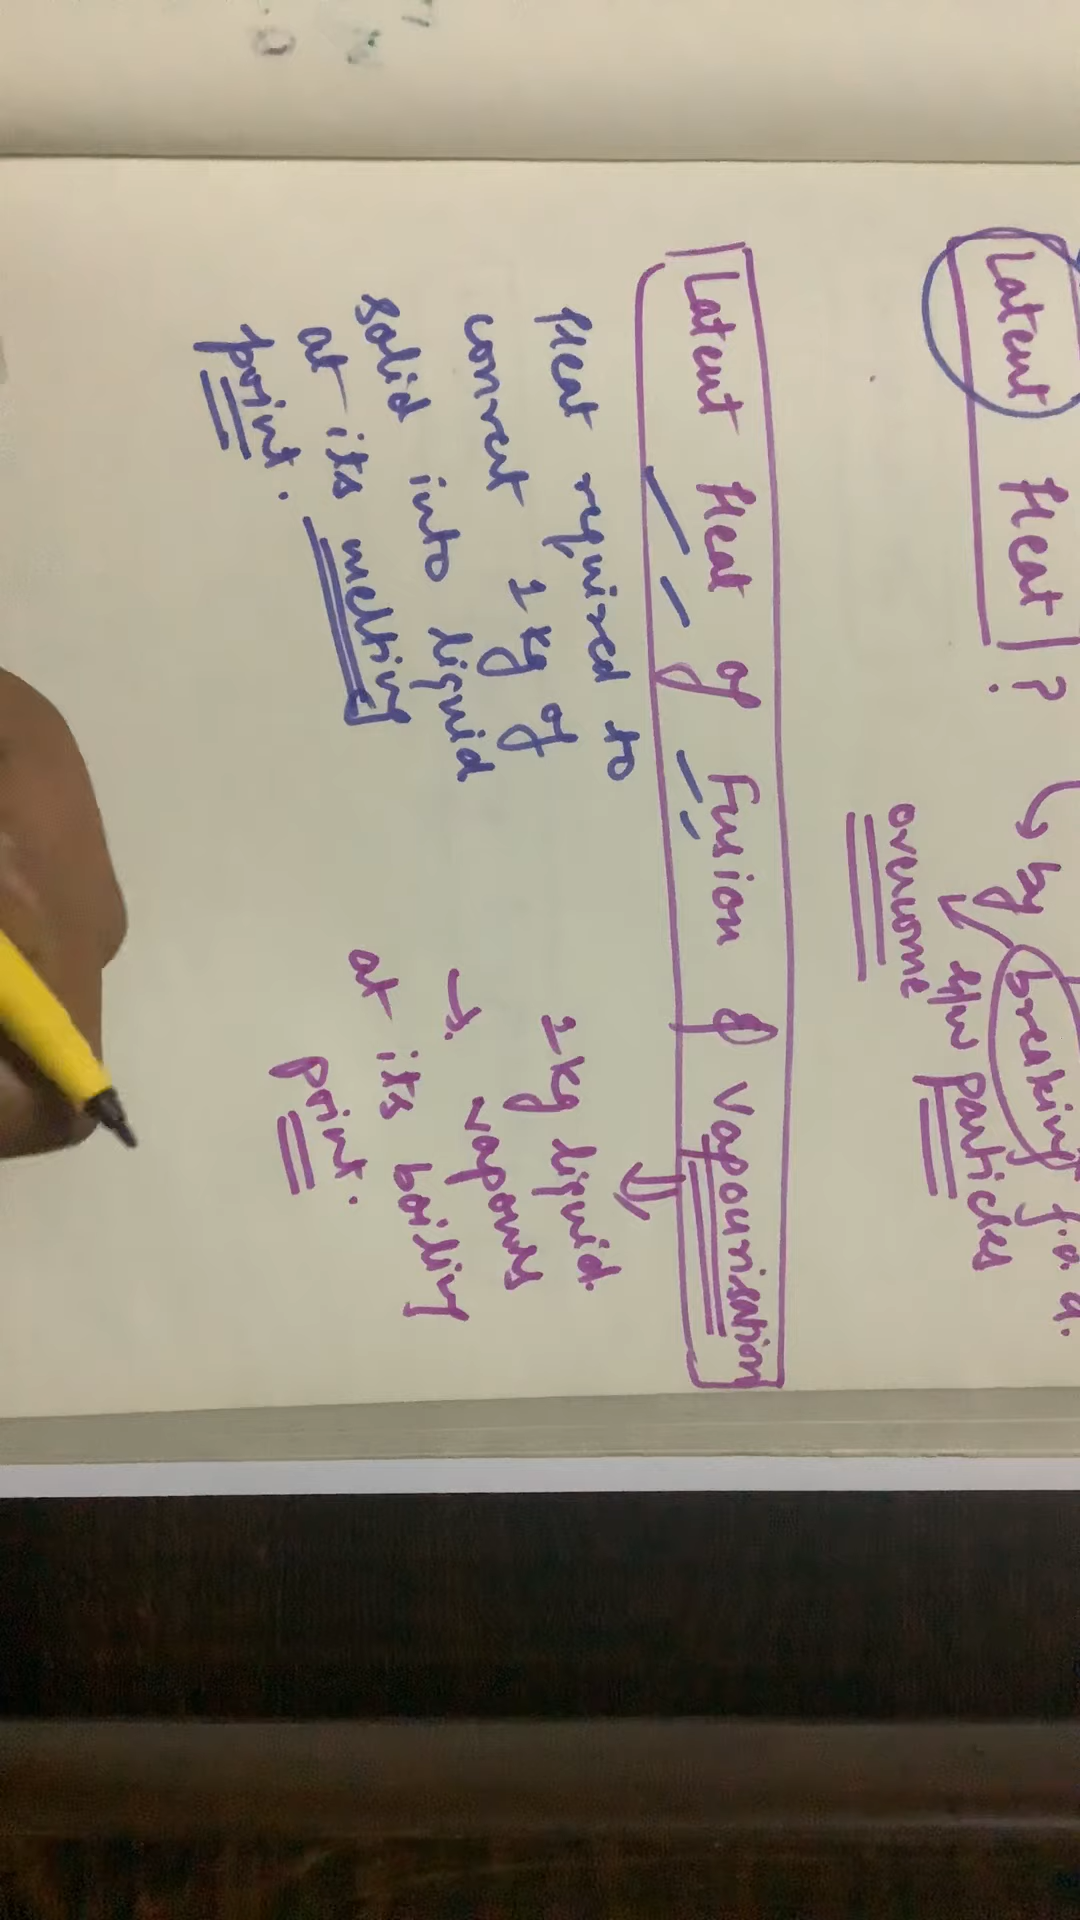 Latent Heat ? ↳ by breaking f.o.a.
b/w particles
overcome
Latent Heat of Fusion & Vapourisation
Heat required to
convert 1 kg of
solid into liquid
at its melting
point.
1 kg liquid.
→ vapours
at its boiling
point.